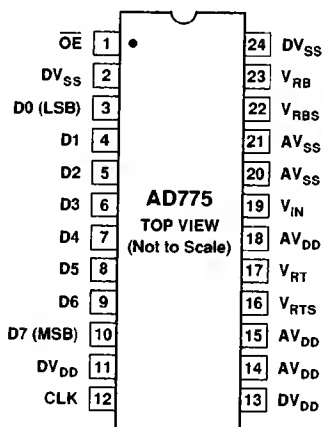 OE 1 24 DVSS
DVSS 2 23 VRB
D0 (LSB) 3 22 VRBS
D1 4 21 AVSS
D2 5 20 AVSS
D3 6 AD775 19 VIN
D4 7 TOP VIEW 18 AVDD
(Not to Scale)
D5 8 17 VRT
D6 9 16 VRTS
D7 (MSB) 10 15 AVDD
DVDD 11 14 AVDD
CLK 12 13 DVDD